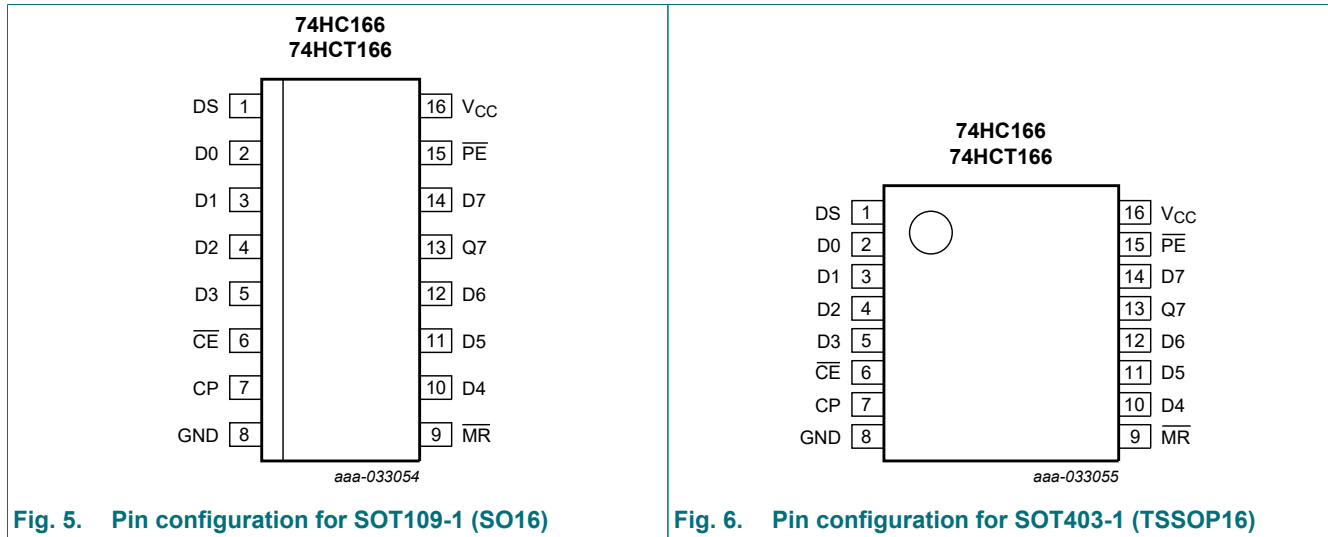 74HC166
74HCT166
DS 1 16 VCC
D0 2 15 PE
D1 3 14 D7
D2 4 13 Q7
D3 5 12 D6
CE 6 11 D5
CP 7 10 D4
GND 8 9 MR
aaa-033054
Fig. 5. Pin configuration for SOT109-1 (SO16)
74HC166
74HCT166
DS 1 16 VCC
D0 2 15 PE
D1 3 14 D7
D2 4 13 Q7
D3 5 12 D6
CE 6 11 D5
CP 7 10 D4
GND 8 9 MR
aaa-033055
Fig. 6. Pin configuration for SOT403-1 (TSSOP16)